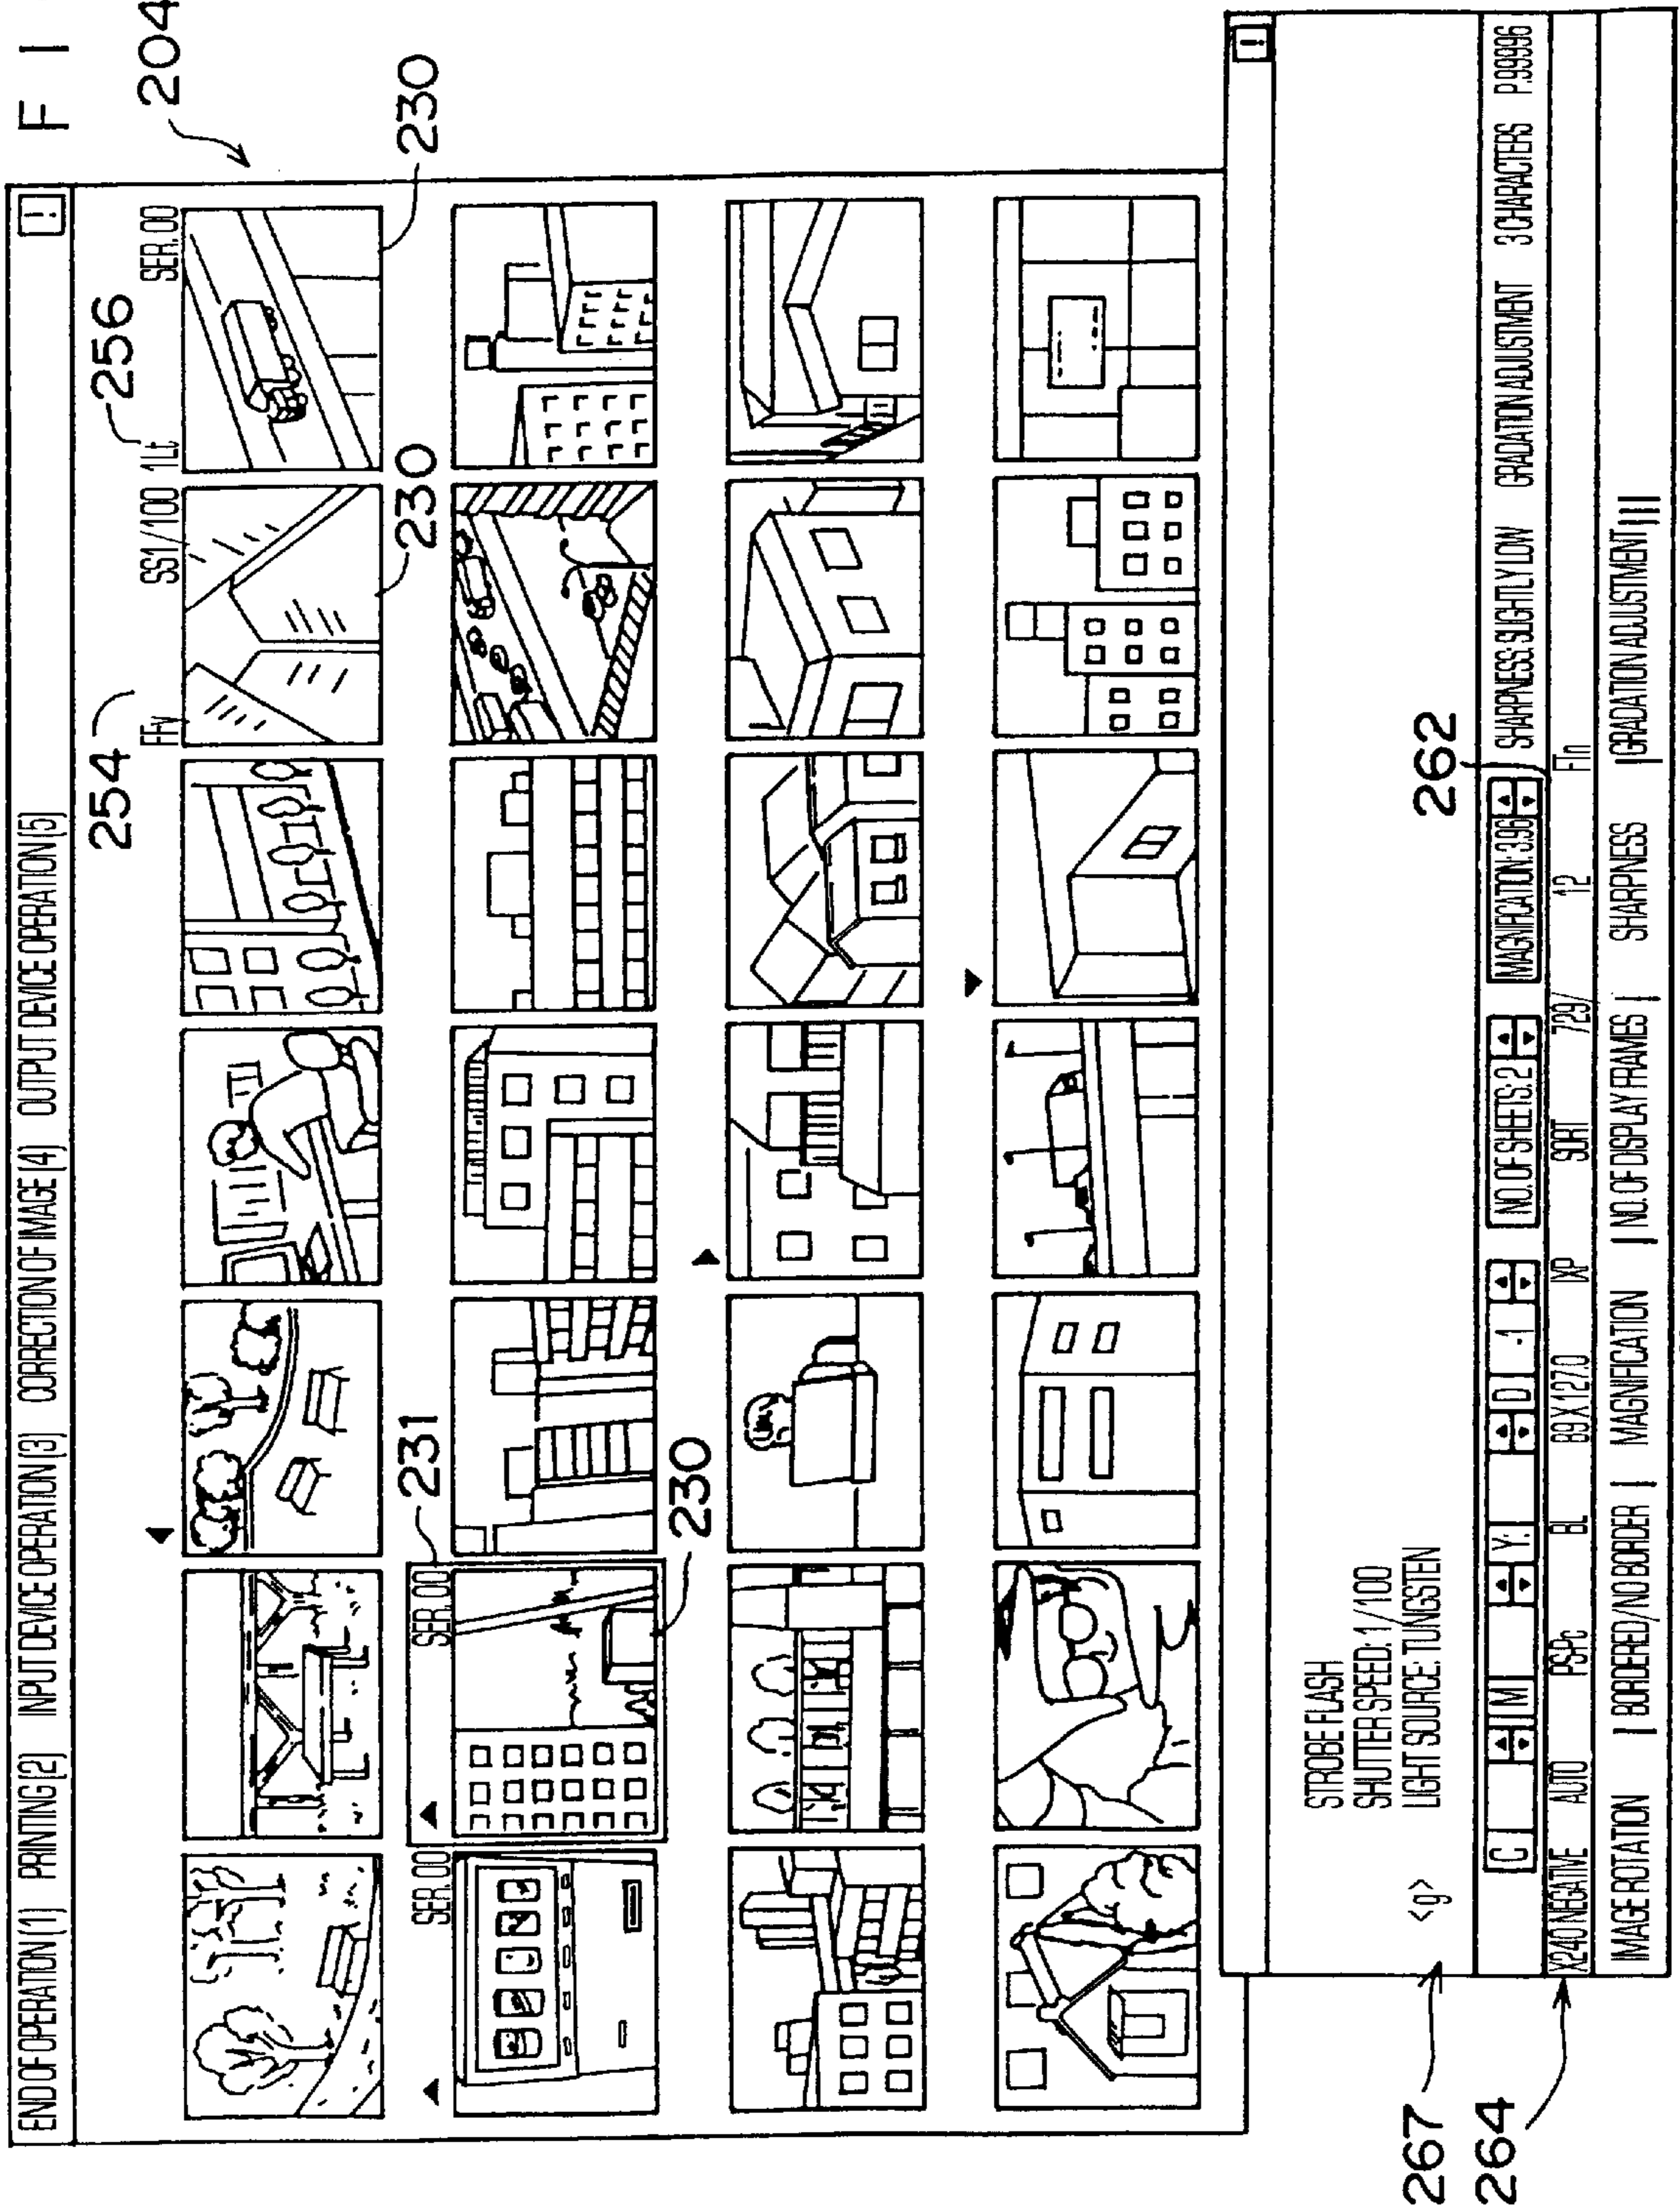 F I
204
END OF OPERATION (1) PRINTING (2) INPUT DEVICE OPERATION (3) CORRECTION OF IMAGE (4) OUTPUT DEVICE OPERATION (5) !
254 256
FFv SS1/100 1Lt SER. 00
230
230
SER. 00 SER. 00 231
230
!
STROBE FLASH
<g> SHUTTER SPEED: 1/100
LIGHT SOURCE: TUNGSTEN
267
262
C M Y: D -1 NO. OF SHEETS: 2 MAGNIFICATION: 3.96 SHARPNESS: SLIGHTLY LOW GRADATION ADJUSTMENT 3 CHARACTERS P.99996
264
X240 NEGATIVE AUTO PSPc BL 89 X 127.0 IXP SORT 729/ 12 FIn
IMAGE ROTATION | BORDERED/NO BORDER | MAGNIFICATION | NO. OF DISPLAY FRAMES | SHARPNESS | GRADATION ADJUSTMENT |||